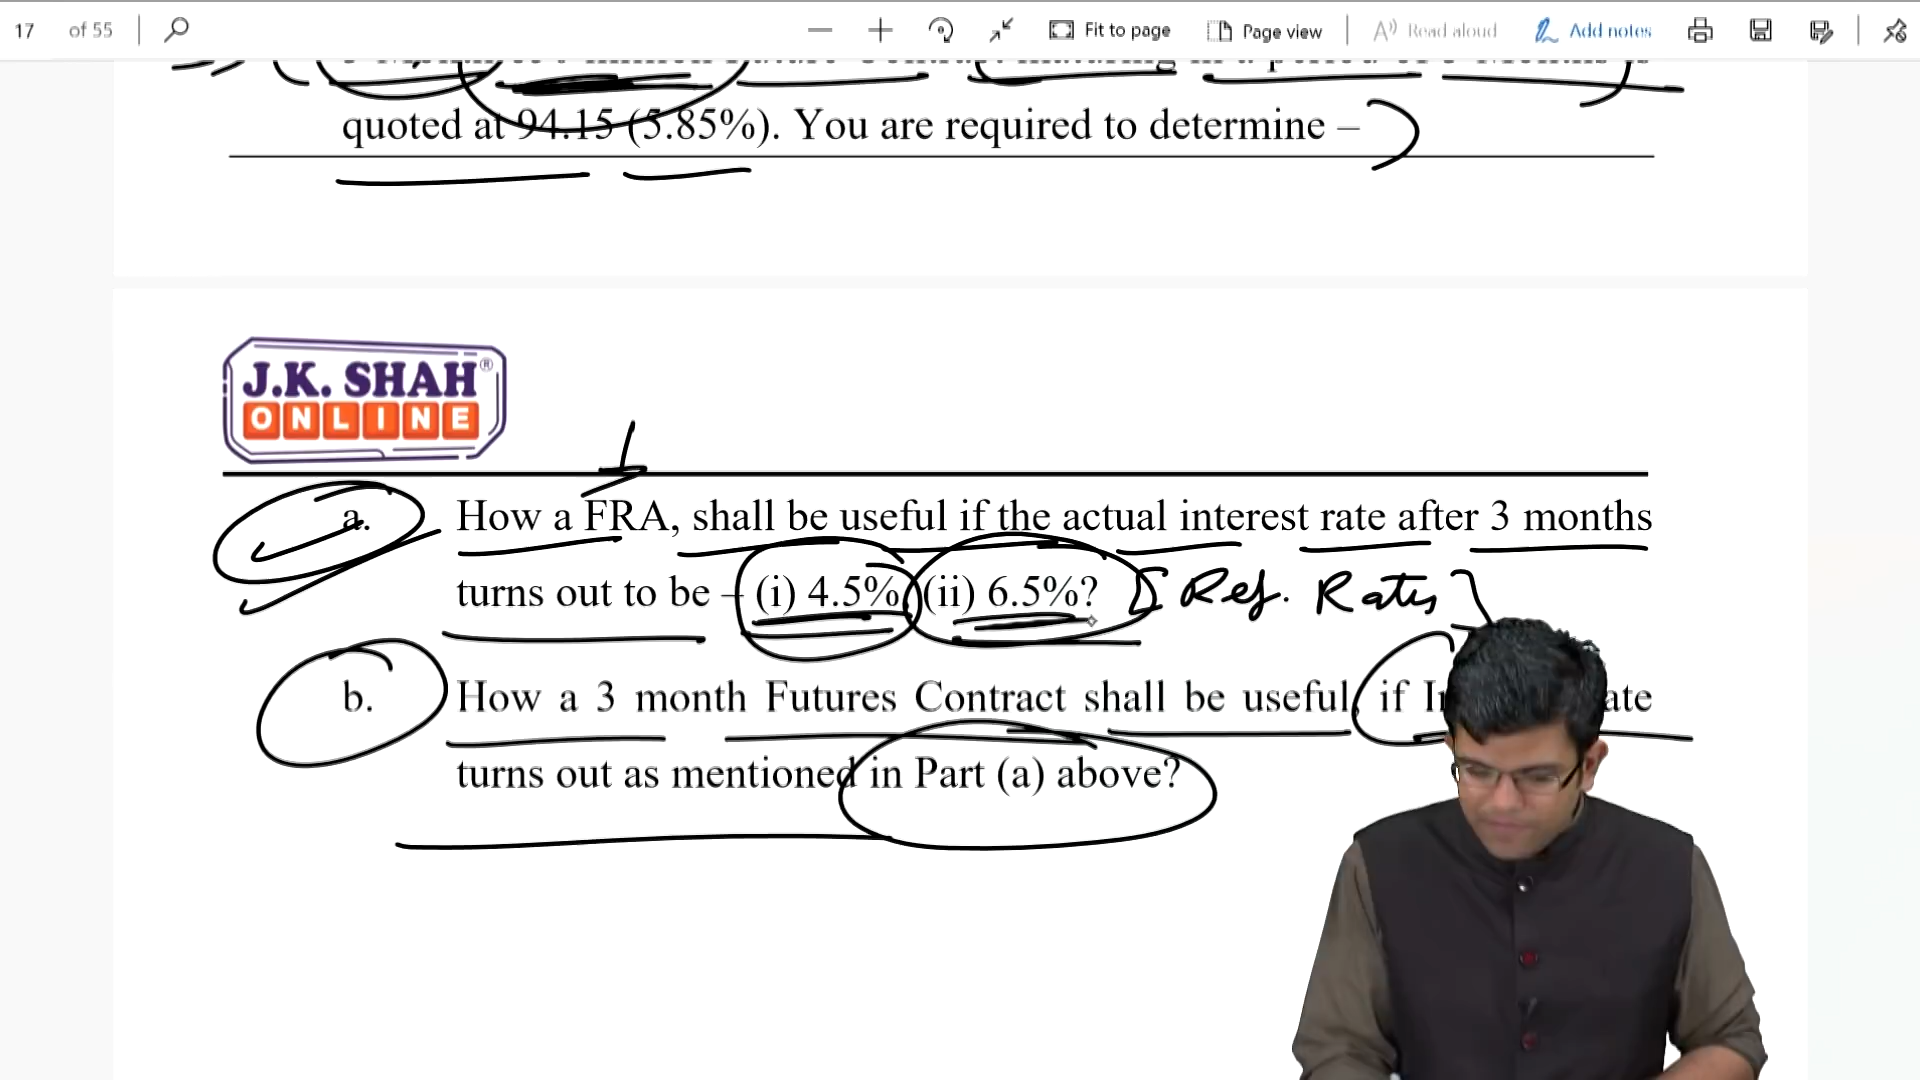 17 of 55
Fit to page
Page view
Read aloud
Add notes
quoted at 94.15 (5.85%). You are required to determine –
J.K. SHAH®
ONLINE
a. How a FRA, shall be useful if the actual interest rate after 3 months
turns out to be – (i) 4.5% (ii) 6.5%? [Ref. Rates]
b. How a 3 month Futures Contract shall be useful, if
turns out as mentioned in Part (a) above?